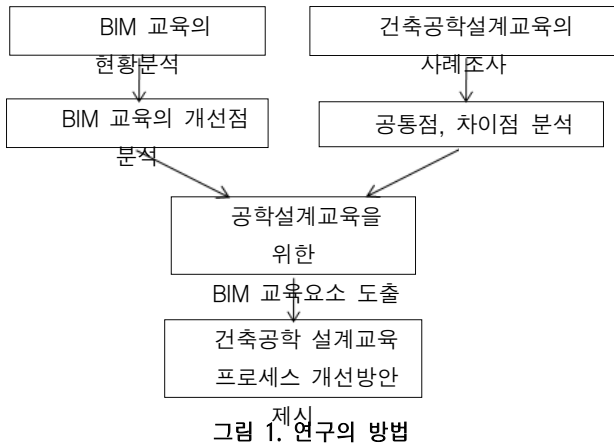 BIM 교육의
현황분석
건축공학설계교육의
사례조사
BIM 교육의 개선점
분석
공통점, 차이점 분석
공학설계교육을
위한
BIM 교육요소 도출
건축공학 설계교육
프로세스 개선방안
제시
그림 1. 연구의 방법